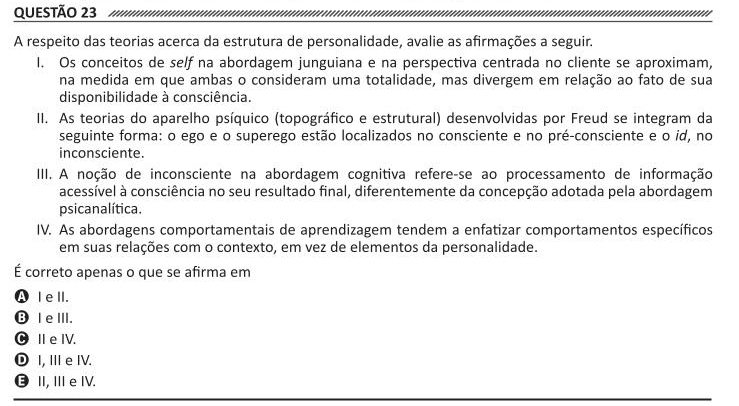 QUESTÃO 23
A respeito das teorias acerca da estrutura de personalidade, avalie as afirmações a seguir.
I. Os conceitos de self na abordagem junguiana e na perspectiva centrada no cliente se aproximam,
na medida em que ambas o consideram uma totalidade, mas divergem em relação ao fato de sua
disponibilidade à consciência.
II. As teorias do aparelho psíquico (topográfico e estrutural) desenvolvidas por Freud se integram da
seguinte forma: o ego e o superego estão localizados no consciente e no pré-consciente e o id, no
inconsciente.
III. A noção de inconsciente na abordagem cognitiva refere-se ao processamento de informação
acessível à consciência no seu resultado final, diferentemente da concepção adotada pela abordagem
psicanalítica.
IV. As abordagens comportamentais de aprendizagem tendem a enfatizar comportamentos específicos
em suas relações com o contexto, em vez de elementos da personalidade.
É correto apenas o que se afirma em
A I e II.
B I e III.
C II e IV.
D I, III e IV.
E II, III e IV.